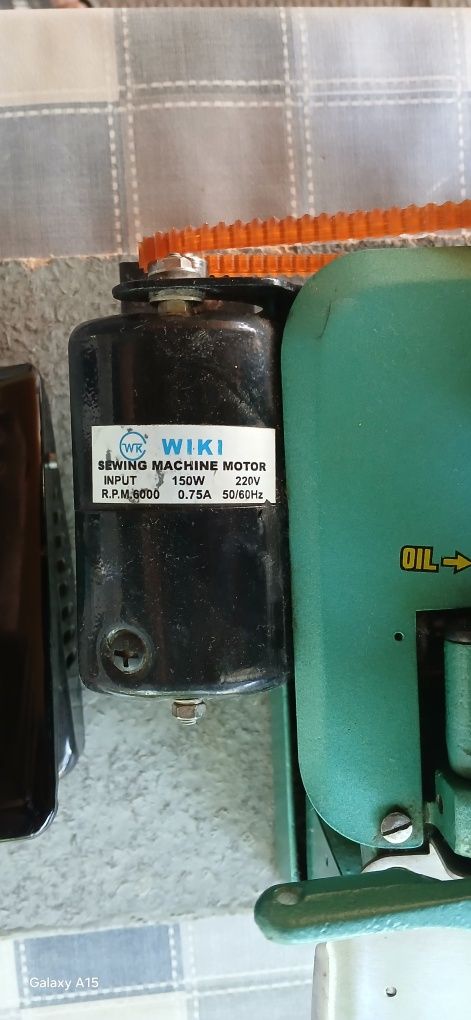 WK WIKI
SEWING MACHINE MOTOR
INPUT 150W 220V
R.P.M.6000 0.75A 50/60Hz
OIL
Galaxy A15